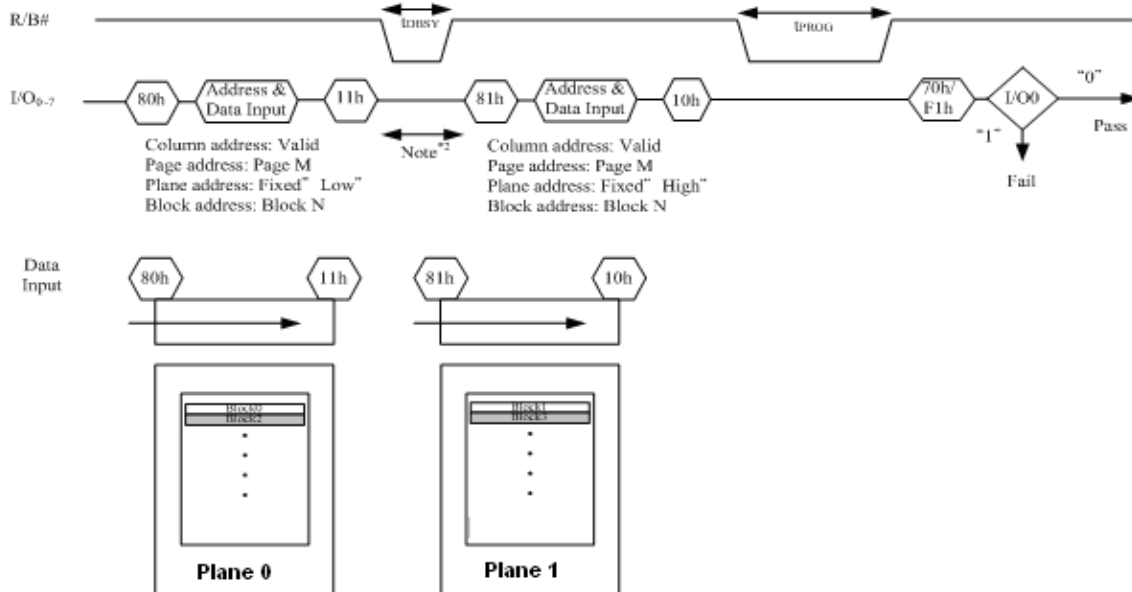 R/B#
tDBSY
tPROG
I/O0-7
80h
Address & Data Input
11h
81h
Address & Data Input
10h
70h/ F1h
I/O0
"0"
Pass
"1"
Fail
Note*2
Column address: Valid
Page address: Page M
Plane address: Fixed" Low"
Block address: Block N
Column address: Valid
Page address: Page M
Plane address: Fixed" High"
Block address: Block N
Data Input
80h
11h
81h
10h
Block0
Block2
Plane 0
Block1
Block3
Plane 1